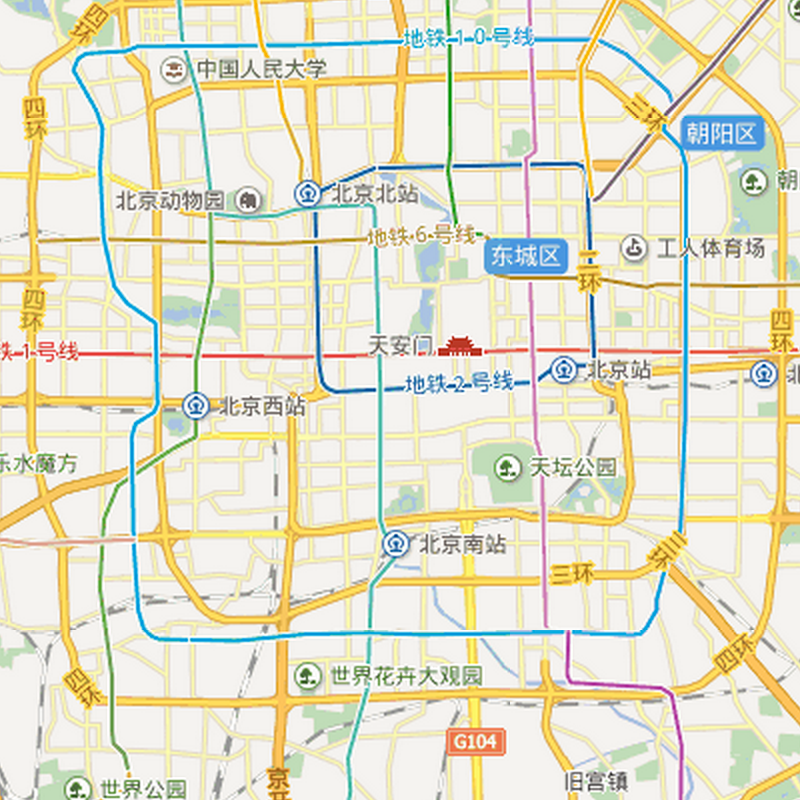 四环
地铁10号线
中国人民大学
三环
四环
朝阳区
朝
北京动物园
北京北站
地铁6号线
东城区
工人体育场
二环
四环
四环
铁1号线
天安门
地铁2号线
北京站
北
北京西站
乐水魔方
天坛公园
北京南站
三环
三环
四环
世界花卉大观园
四环
G104
京开
旧宫镇
世界公园